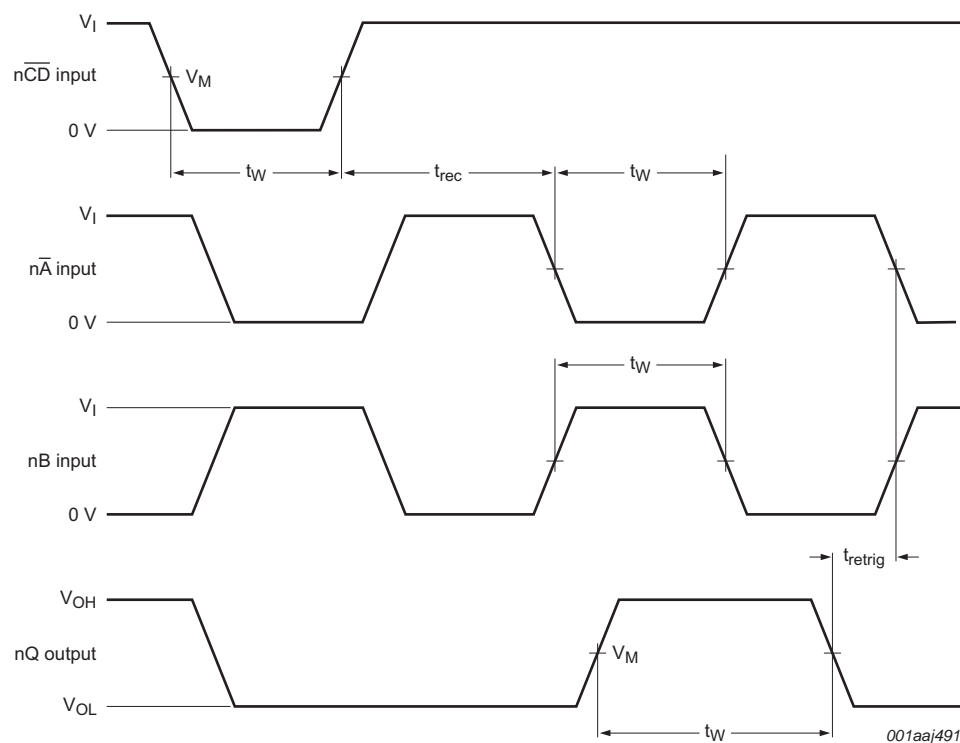 V_I
nC̅D̅ input
V_M
0 V
t_W
t_rec
t_W
V_I
nA̅ input
0 V
t_W
V_I
nB input
0 V
t_retrig
V_OH
nQ output
V_M
V_OL
t_W
001aaj491